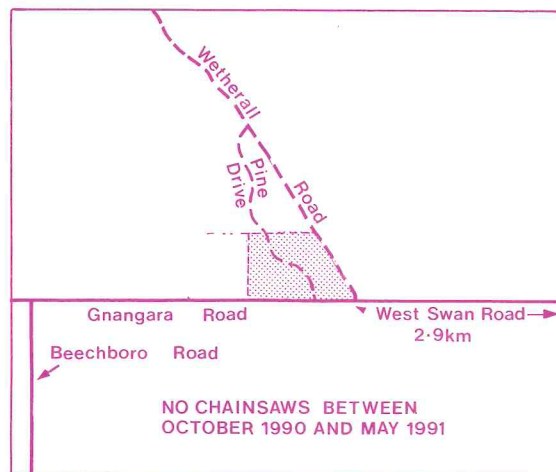 Wetherall
Pine
Drive
Road
Gnangara Road
West Swan Road
2·9km
Beechboro Road
NO CHAINSAWS BETWEEN
OCTOBER 1990 AND MAY 1991